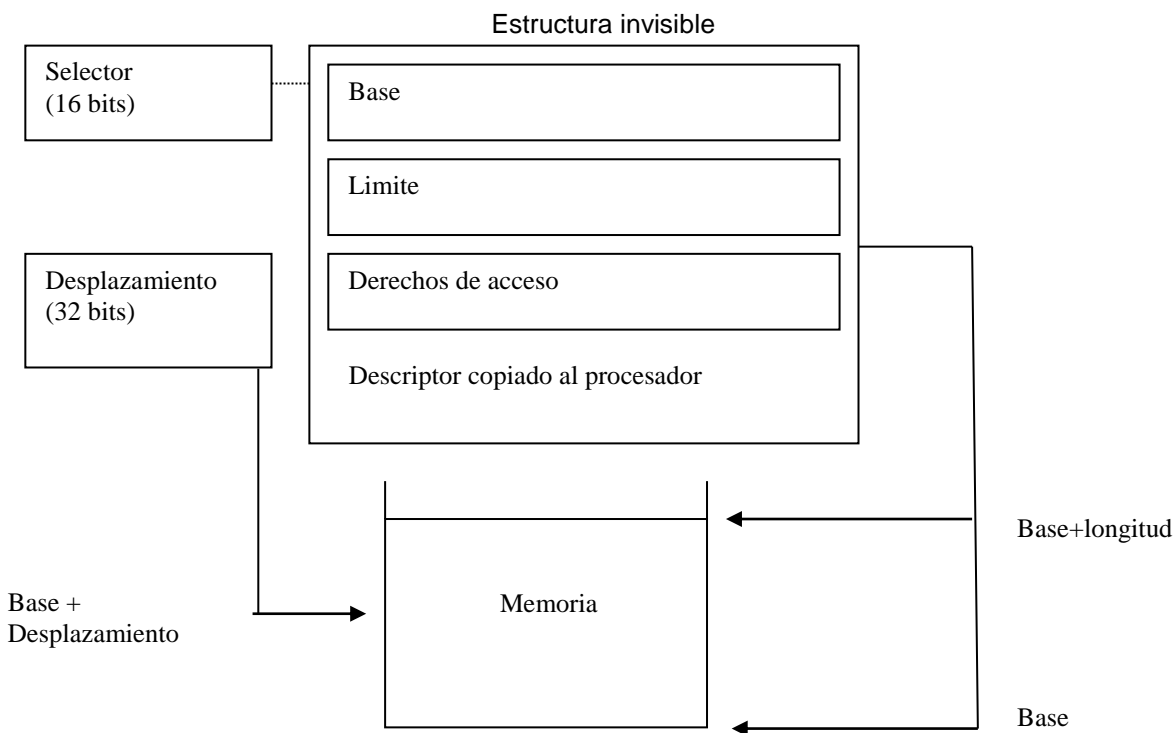 Estructura invisible
Selector
(16 bits)
Base
Limite
Desplazamiento
(32 bits)
Derechos de acceso
Descriptor copiado al procesador
Base+longitud
Base +
Desplazamiento
Memoria
Base